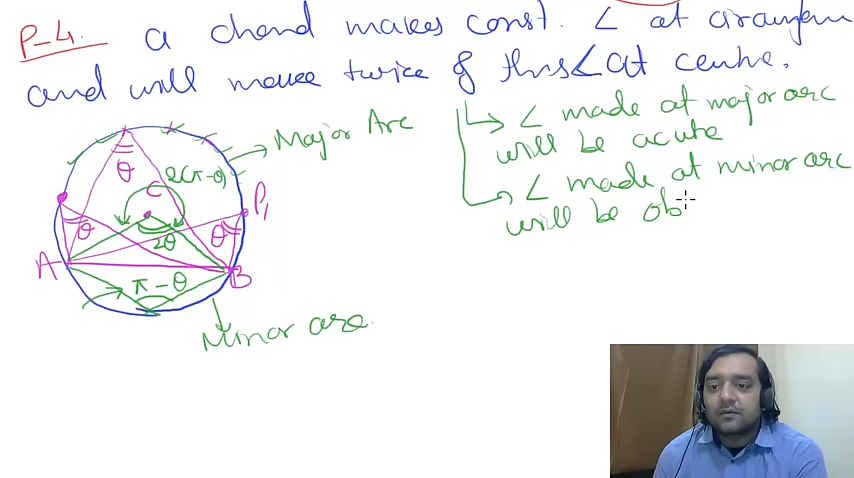 P-4. a chord makes const. ∠ at circumfern
and will make twice of this ∠ at centre.
∠ made at major arc
will be acute
∠ made at minor arc
will be ob
Major Arc
θ
2(π-θ)
C
P₁
θ
θ
2θ
A
B
π-θ
Minor arc.